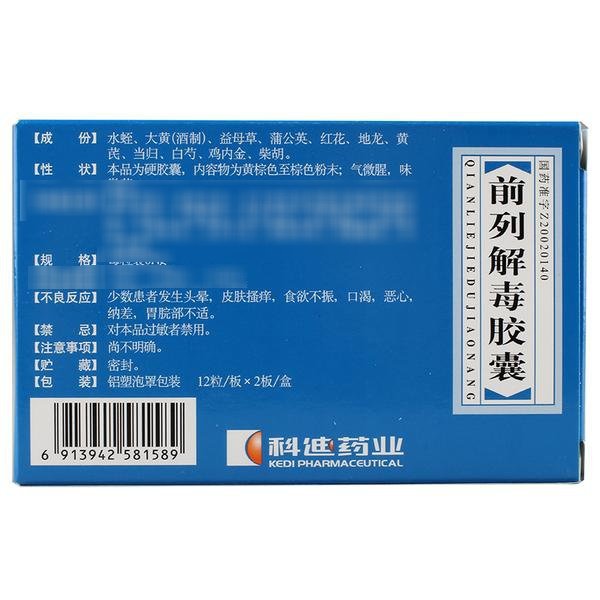 【成 份】水蛭、大黄(酒制)、益母草、蒲公英、红花、地龙、黄
芪、当归、白芍、鸡内金、柴胡。
【性 状】本品为硬胶囊，内容物为黄棕色至棕色粉末；气微腥，味
【规 格】
【不良反应】少数患者发生头晕，皮肤搔痒，食欲不振，口渴，恶心，
纳差，胃脘部不适。
【禁 忌】对本品过敏者禁用。
【注意事项】尚不明确。
【贮 藏】密封。
【包 装】铝塑泡罩包装 12粒/板×2板/盒
6 913942 581589
科迪药业
KEDI PHARMACEUTICAL
国药准字Z20020140
前列解毒胶囊
QIANLIEJIEDUJIAONANG